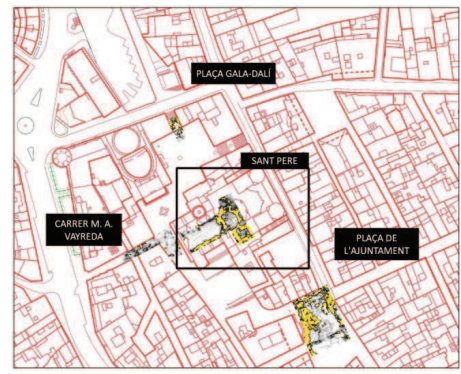 PLAÇA GALA-DALÍ
SANT PERE
CARRER M. A.
VAYREDA
PLAÇA DE
L'AJUNTAMENT